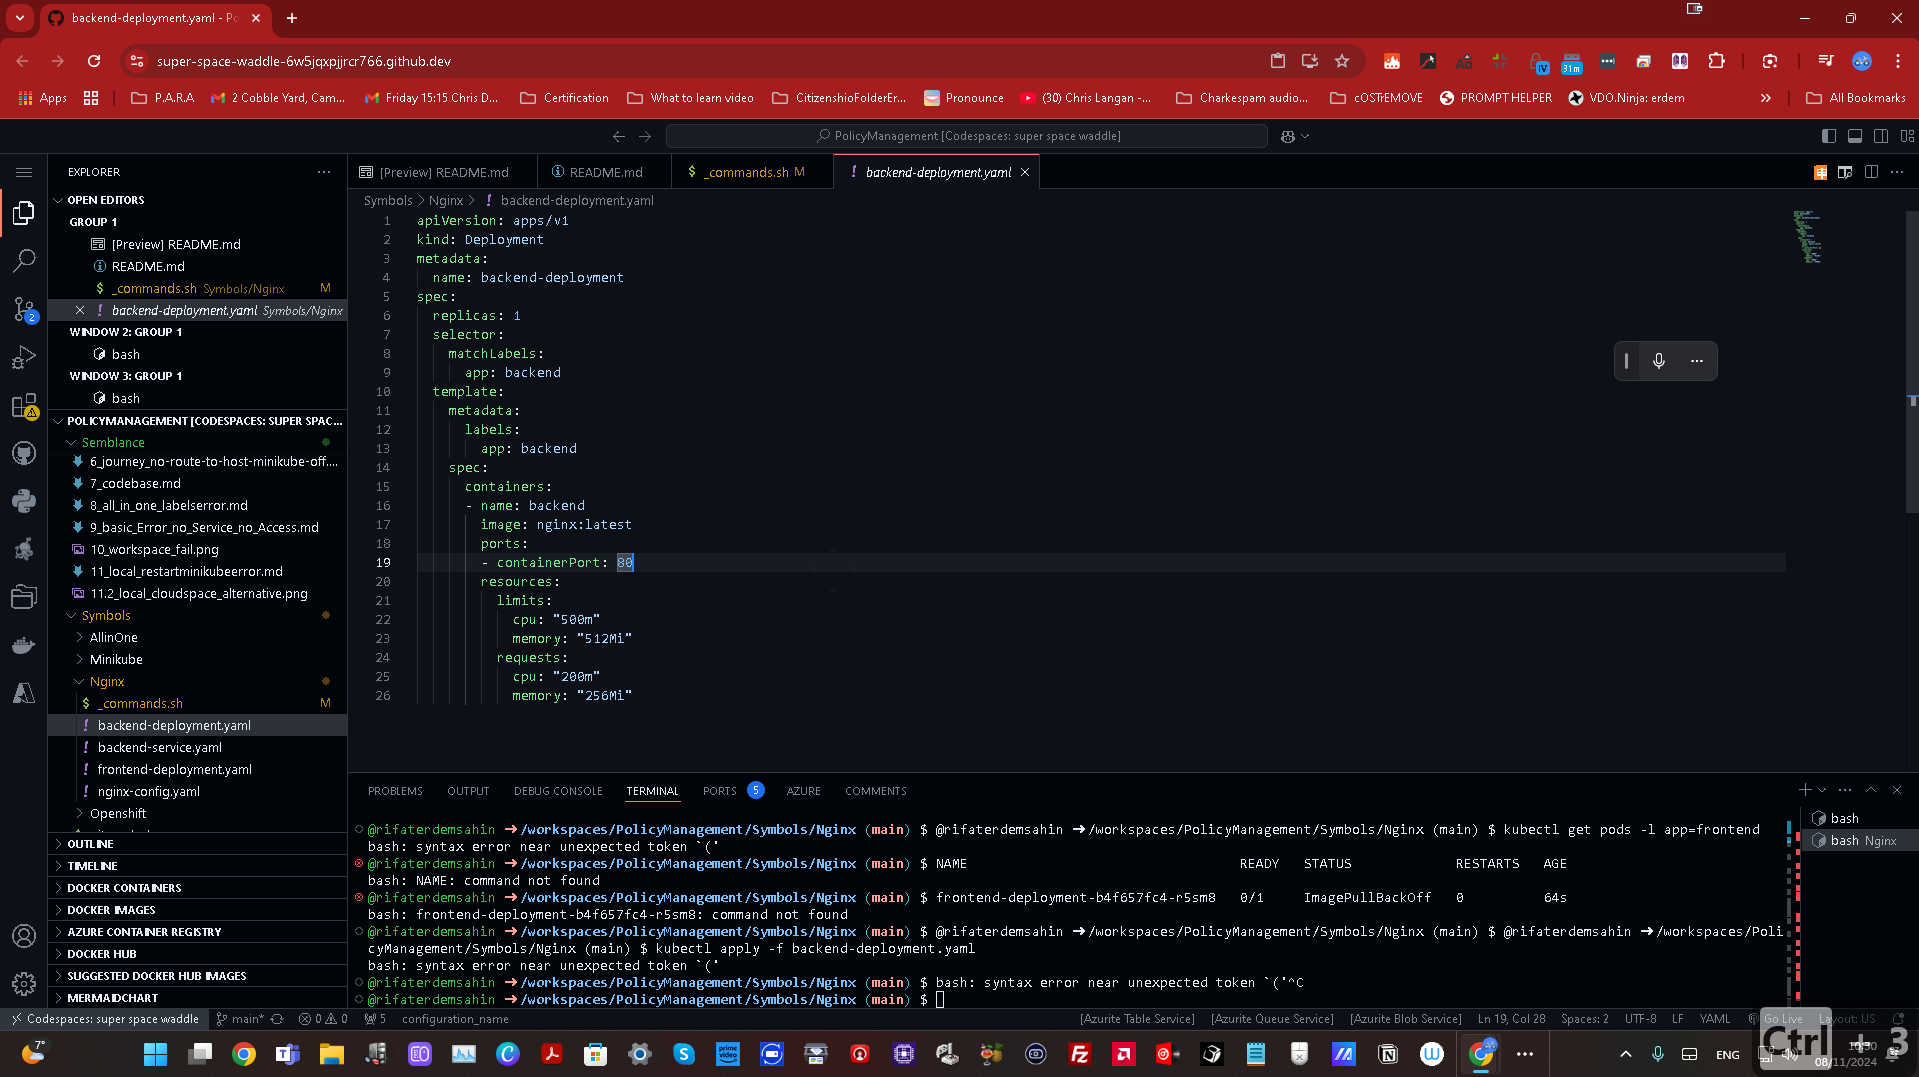 backend-deployment.yaml - Po
super-space-waddle-6w5jqxpjjrcr766.github.dev
IV
31m
Apps
P.A.R.A
2 Cobble Yard, Cam...
Friday 15:15 Chris D...
Certification
What to learn video
CitizenshioFolderEr...
Pronounce
(30) Chris Langan -...
Charkespam audio...
cOSTrEMOVE
PROMPT HELPER
VDO.Ninja: erdem
All Bookmarks
PolicyManagement [Codespaces: super space waddle]
EXPLORER
[Preview] README.md
README.md
$ _commands.sh M
! backend-deployment.yaml
OPEN EDITORS
GROUP 1
[Preview] README.md
README.md
$ _commands.sh Symbols/Nginx M
! backend-deployment.yaml Symbols/Nginx
2
WINDOW 2: GROUP 1
bash
WINDOW 3: GROUP 1
bash
POLICYMANAGEMENT [CODESPACES: SUPER SPAC...
Semblance
6_journey_no-route-to-host-minikube-off....
7_codebase.md
8_all_in_one_labelserror.md
9_basic_Error_no_Service_no_Access.md
10_workspace_fail.png
11_local_restartminikubeerror.md
11.2_local_cloudspace_alternative.png
Symbols
AllinOne
Minikube
Nginx
$ _commands.sh M
! backend-deployment.yaml
! backend-service.yaml
! frontend-deployment.yaml
! nginx-config.yaml
Openshift
OUTLINE
TIMELINE
DOCKER CONTAINERS
DOCKER IMAGES
AZURE CONTAINER REGISTRY
DOCKER HUB
SUGGESTED DOCKER HUB IMAGES
MERMAIDCHART
Symbols > Nginx > ! backend-deployment.yaml
1 apiVersion: apps/v1
2 kind: Deployment
3 metadata:
4 name: backend-deployment
5 spec:
6 replicas: 1
7 selector:
8 matchLabels:
9 app: backend
10 template:
11 metadata:
12 labels:
13 app: backend
14 spec:
15 containers:
16 - name: backend
17 image: nginx:latest
18 ports:
19 - containerPort: 80
20 resources:
21 limits:
22 cpu: "500m"
23 memory: "512Mi"
24 requests:
25 cpu: "200m"
26 memory: "256Mi"
PROBLEMS OUTPUT DEBUG CONSOLE TERMINAL PORTS 5 AZURE COMMENTS
@rifaterdemsahin ➜/workspaces/PolicyManagement/Symbols/Nginx (main) $ @rifaterdemsahin ➜/workspaces/PolicyManagement/Symbols/Nginx (main) $ kubectl get pods -l app=frontend
bash: syntax error near unexpected token `('
@rifaterdemsahin ➜/workspaces/PolicyManagement/Symbols/Nginx (main) $ NAME READY STATUS RESTARTS AGE
bash: NAME: command not found
@rifaterdemsahin ➜/workspaces/PolicyManagement/Symbols/Nginx (main) $ frontend-deployment-b4f657fc4-r5sm8 0/1 ImagePullBackOff 0 64s
bash: frontend-deployment-b4f657fc4-r5sm8: command not found
@rifaterdemsahin ➜/workspaces/PolicyManagement/Symbols/Nginx (main) $ @rifaterdemsahin ➜/workspaces/PolicyManagement/Symbols/Nginx (main) $ @rifaterdemsahin ➜/workspaces/Poli
cyManagement/Symbols/Nginx (main) $ kubectl apply -f backend-deployment.yaml
bash: syntax error near unexpected token `('
@rifaterdemsahin ➜/workspaces/PolicyManagement/Symbols/Nginx (main) $ bash: syntax error near unexpected token `('^C
@rifaterdemsahin ➜/workspaces/PolicyManagement/Symbols/Nginx (main) $
bash
bash Nginx
Codespaces: super space waddle
main*
0 0
5
configuration_name
[Azurite Table Service]
[Azurite Queue Service]
[Azurite Blob Service]
Ln 19, Col 28
Spaces: 2
UTF-8
LF
YAML
Go Live
Layout: US
Ctrl + 3
7°
ENG
10:30
08/11/2024